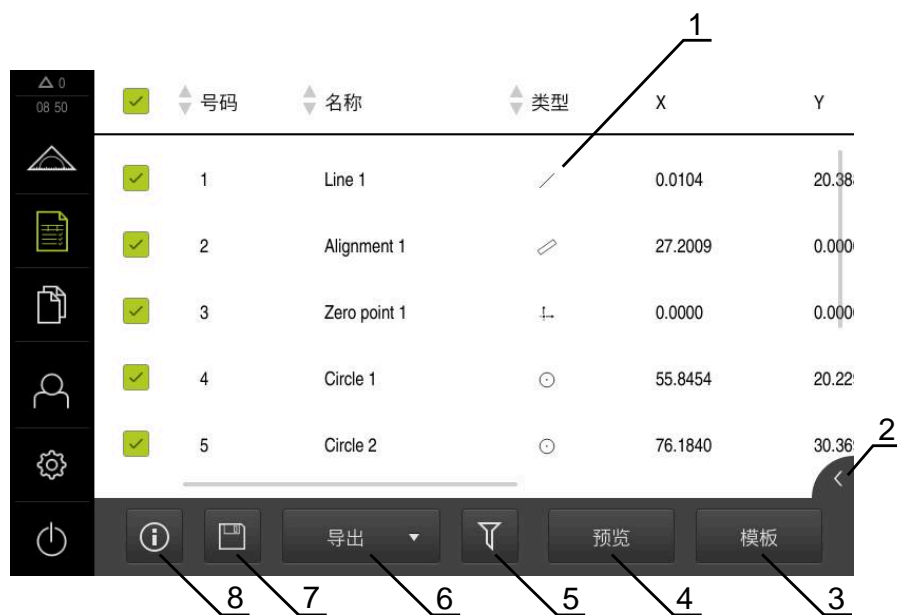 1
0
08 50
号码 名称 类型 X Y
1 Line 1 0.0104 20.38
2 Alignment 1 27.2009 0.000
3 Zero point 1 0.0000 0.000
4 Circle 1 55.8454 20.22
5 Circle 2 76.1840 30.36
2
导出 预览 模板
8 7 6 5 4 3